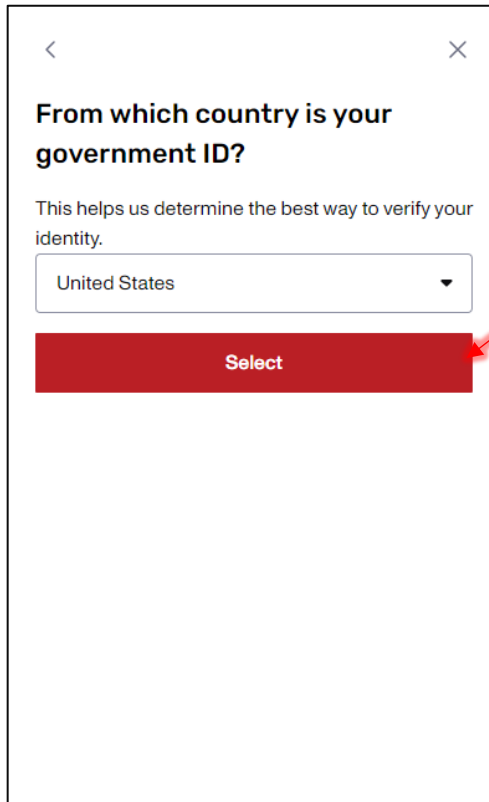 From which country is your
government ID?
This helps us determine the best way to verify your
identity.
United States
Select